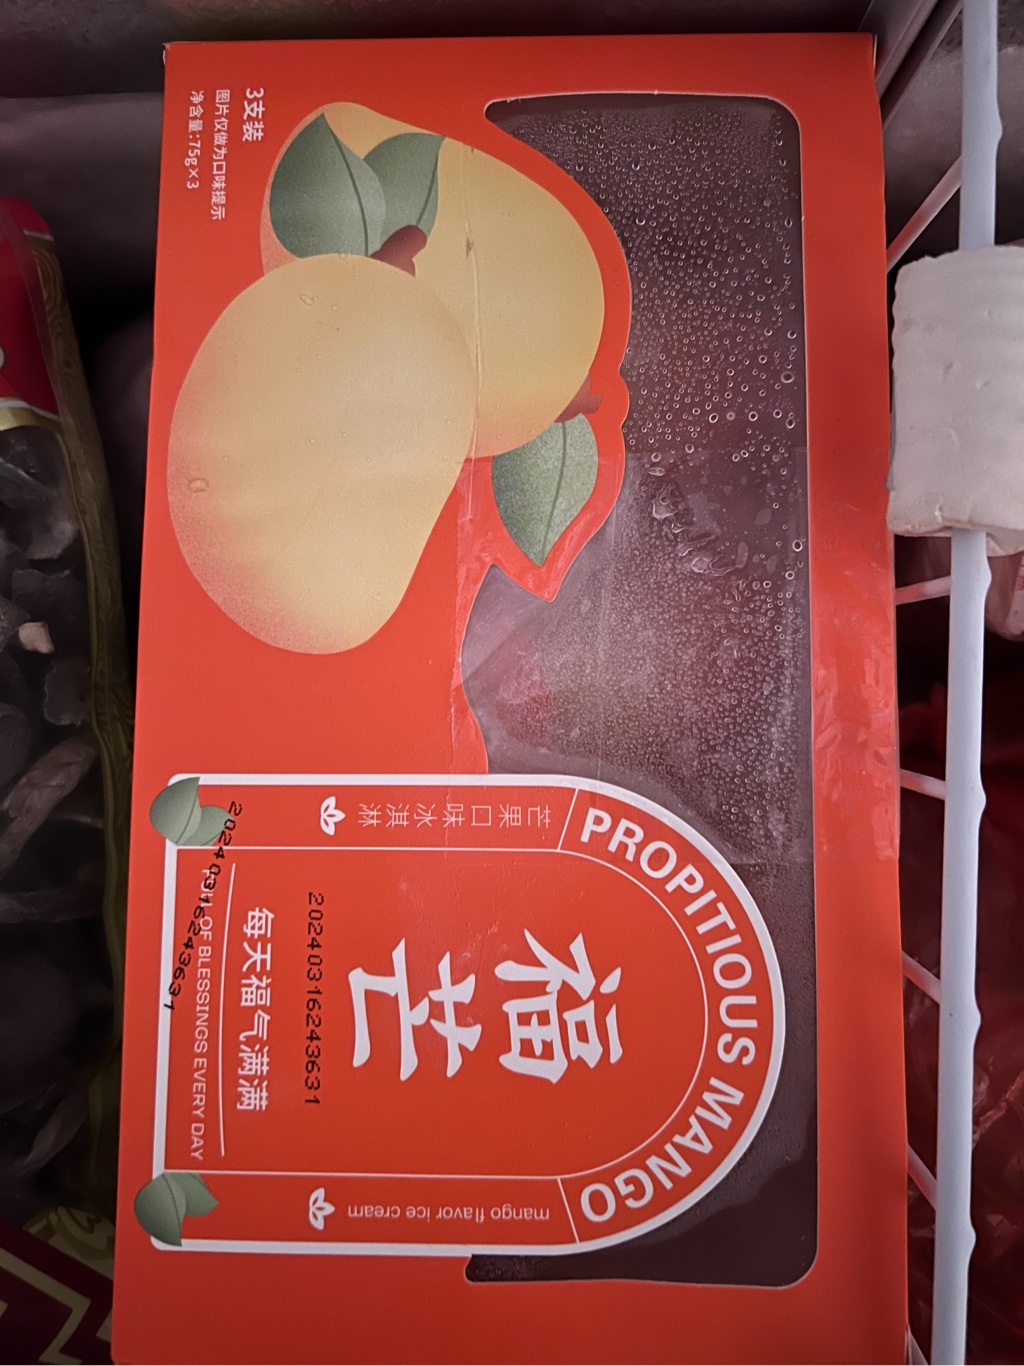 3支装
图片仅做为口味提示
净含量:75g×3
PROPITIOUS MANGO
芒果口味冰淇淋
福芒
mango flavor ice cream
20240316243631
每天福气满满
OF BLESSINGS EVERY DAY
20240316243631